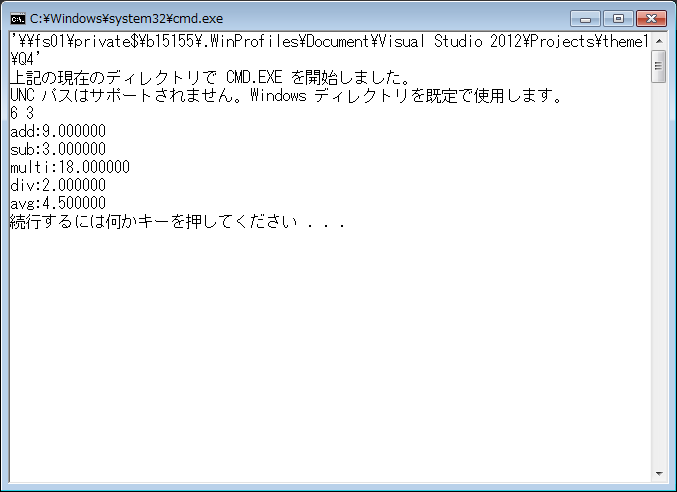 C:¥Windows¥system32¥cmd.exe
'¥¥fs01¥private$¥b15155¥.WinProfiles¥Document¥Visual Studio 2012¥Projects¥theme1
¥Q4'
上記の現在のディレクトリで CMD.EXE を開始しました。
UNC パスはサポートされません。Windows ディレクトリを既定で使用します。
6 3
add:9.000000
sub:3.000000
multi:18.000000
div:2.000000
avg:4.500000
続行するには何かキーを押してください . . .